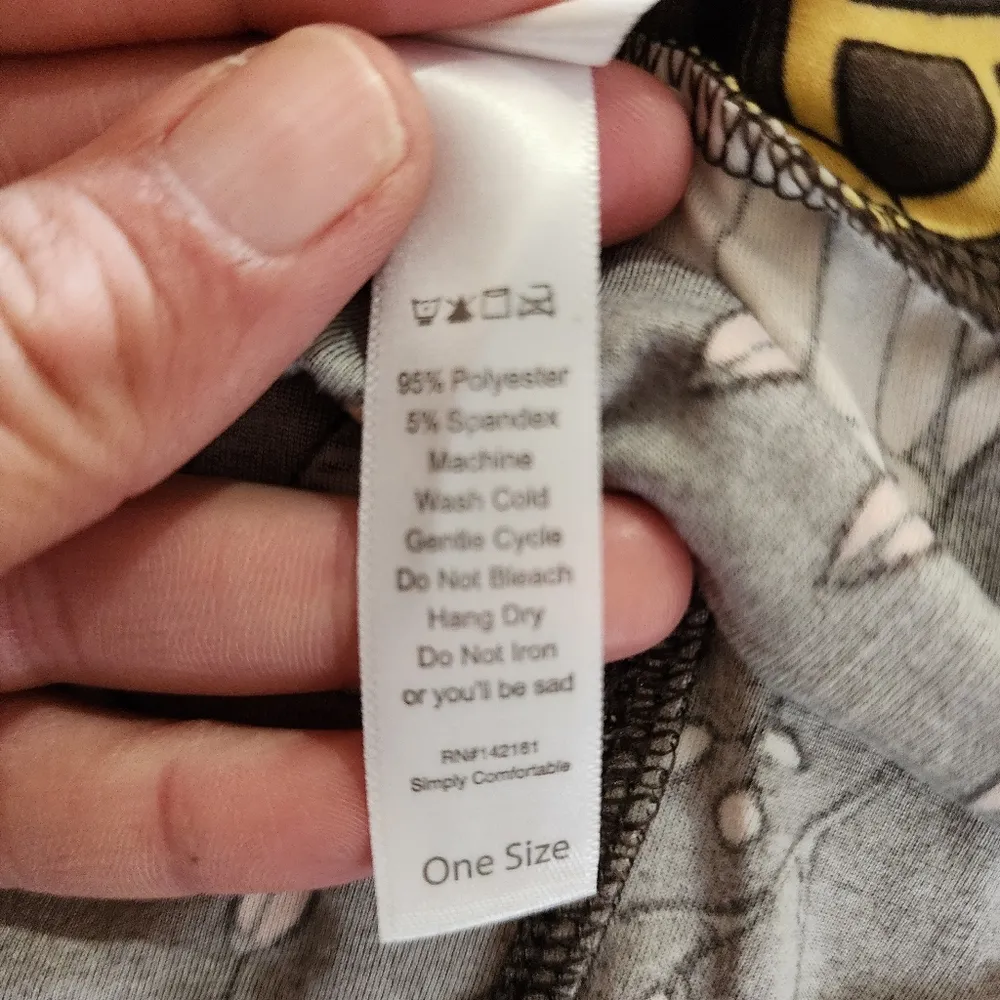 95% Polyester
5% Spandex
Machine
Wash Cold
Gentle Cycle
Do Not Bleach
Hang Dry
Do Not Iron
or you'll be sad
RN#142181
Simply Comfortable
One Size